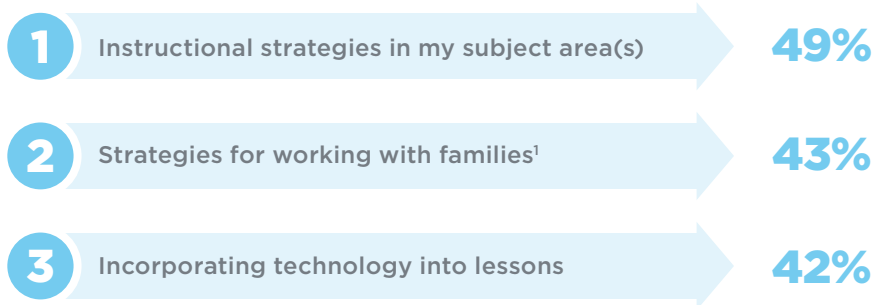 1 Instructional strategies in my subject area(s) 49%
2 Strategies for working with families¹ 43%
3 Incorporating technology into lessons 42%